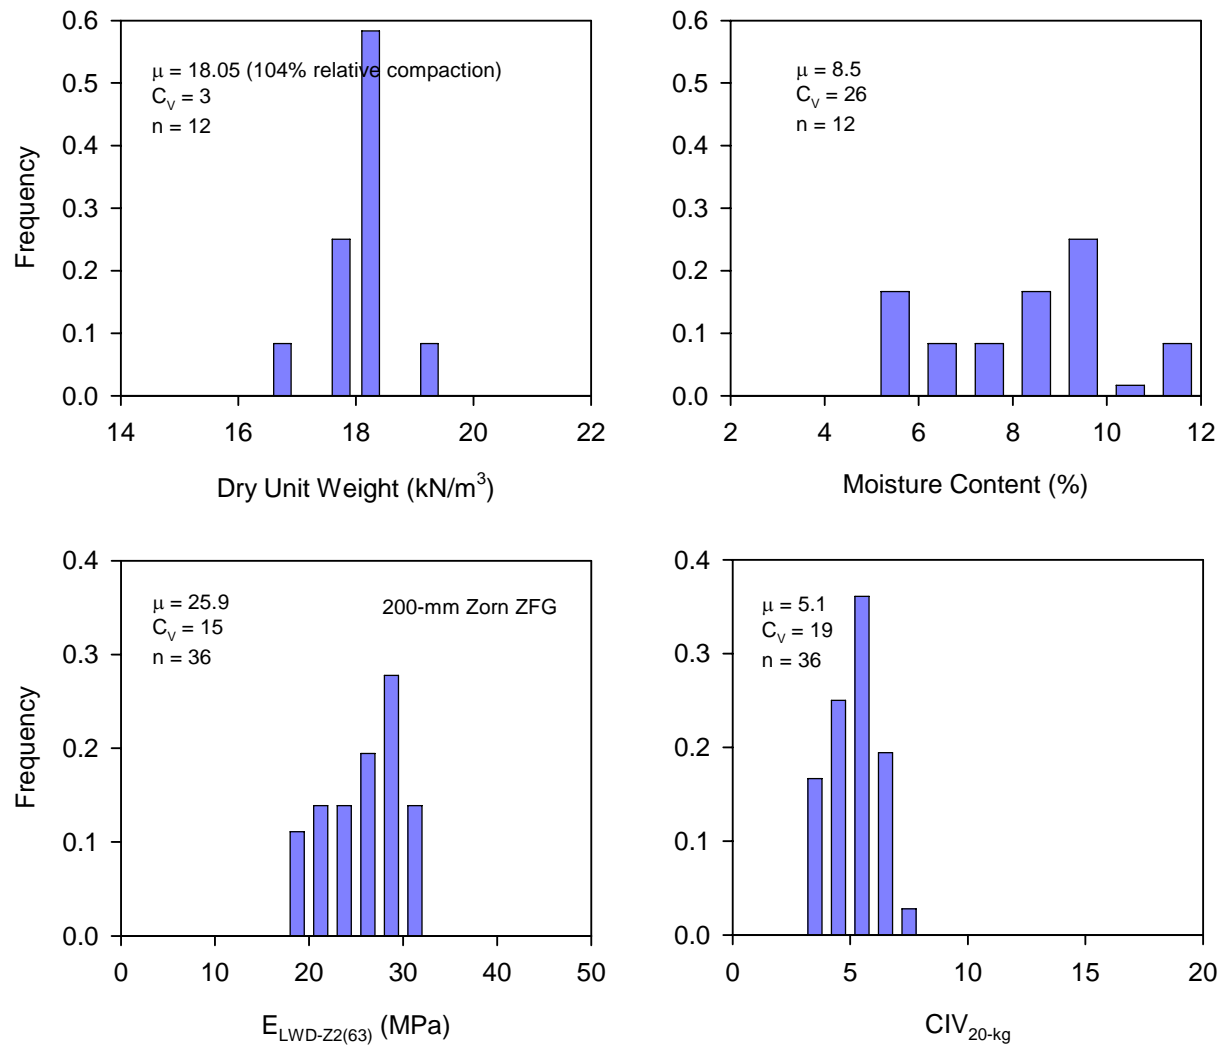 0.6
0.5
0.4
0.3
0.2
0.1
0.0
Frequency
μ = 18.05 (104% relative compaction)
C_V = 3
n = 12
14 16 18 20 22
Dry Unit Weight (kN/m³)
0.6
0.5
0.4
0.3
0.2
0.1
0.0
μ = 8.5
C_V = 26
n = 12
2 4 6 8 10 12
Moisture Content (%)
0.4
0.3
0.2
0.1
0.0
Frequency
μ = 25.9
C_V = 15
n = 36
200-mm Zorn ZFG
0 10 20 30 40 50
E_LWD-Z2(63) (MPa)
0.4
0.3
0.2
0.1
0.0
μ = 5.1
C_V = 19
n = 36
0 5 10 15 20
CIV_20-kg